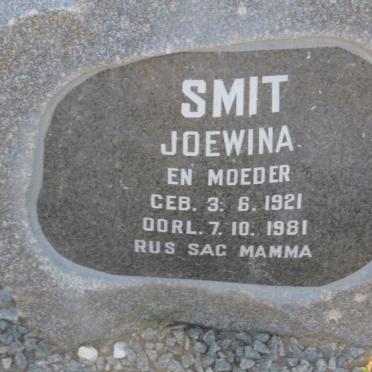 SMIT
JOEWINA
EN MOEDER
GEB. 3. 6. 1921
OORL. 7. 10. 1981
RUS SAG MAMMA